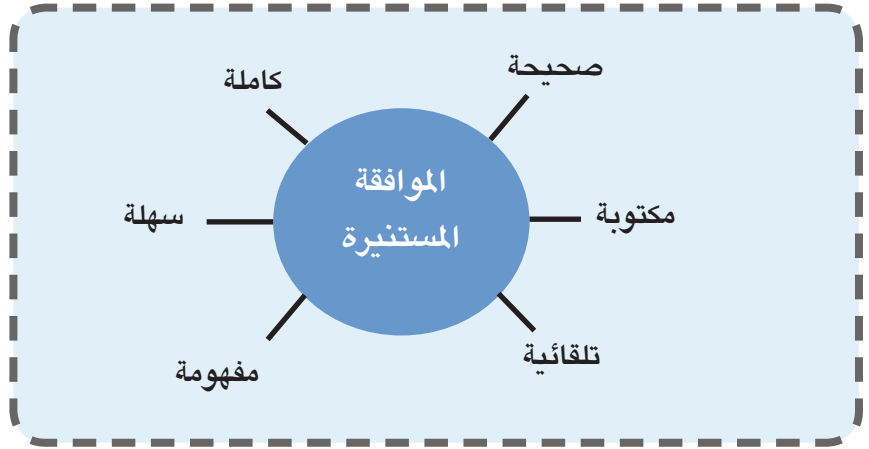 صحيحة
كاملة
الموافقة
المستنيرة
مكتوبة
سهلة
تلقائية
مفهومة